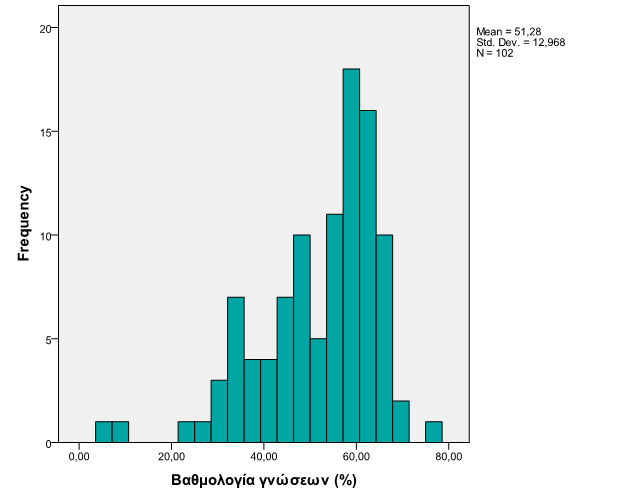 Mean = 51,28
Std. Dev. = 12,968
N = 102
Frequency
20
15
10
5
0
0,00 20,00 40,00 60,00 80,00
Βαθμολογία γνώσεων (%)